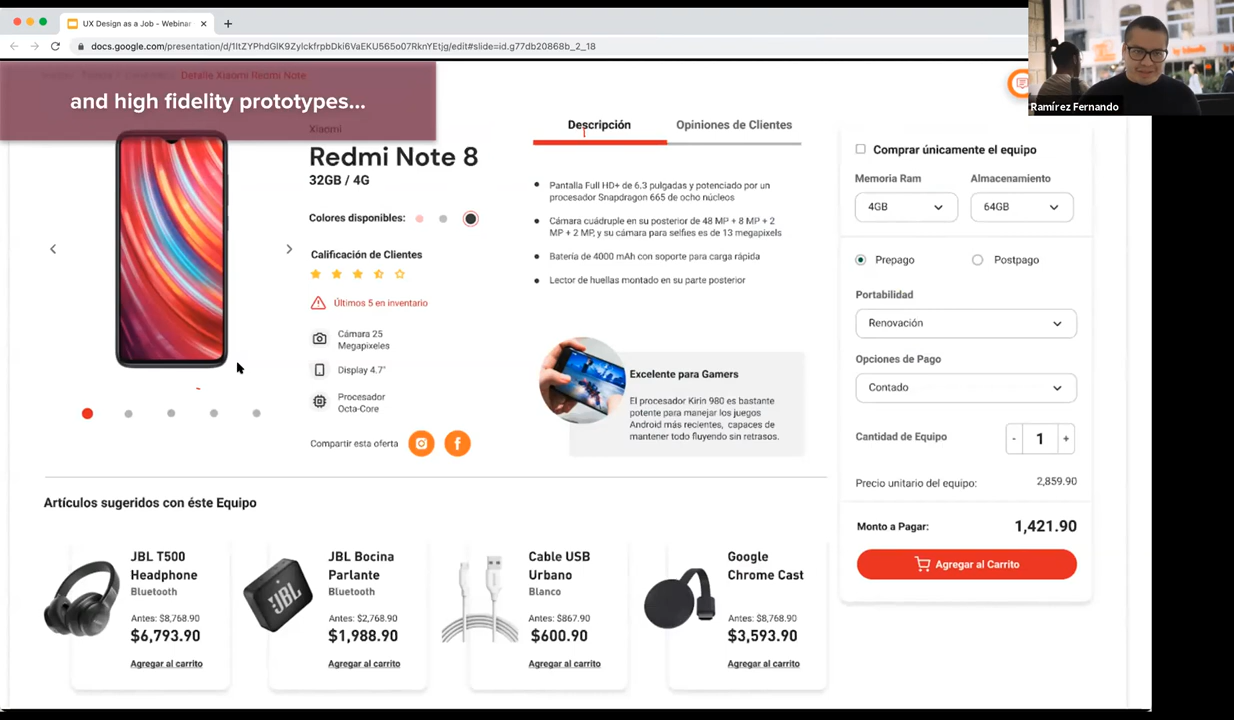 UX Design as a Job - Webinar
docs.google.com/presentation/d/1ItZYPhdGlK9ZylckfrpbDki6VaEKU565o07RknYEtjg/edit#slide=id.g77db20868b_2_18
Ramírez Fernando
Detalle Xiaomi Redmi Note
and high fidelity prototypes...
Xiaomi
Redmi Note 8
32GB / 4G
Colores disponibles:
Calificación de Clientes
Últimos 5 en inventario
Cámara 25
Megapixeles
Display 4.7"
Procesador
Octa-Core
Compartir esta oferta
Descripción
Opiniones de Clientes
Pantalla Full HD+ de 6.3 pulgadas y potenciado por un
procesador Snapdragon 665 de ocho núcleos
Cámara cuádruple en su posterior de 48 MP + 8 MP + 2
MP + 2 MP, y su cámara para selfies es de 13 megapixels
Batería de 4000 mAh con soporte para carga rápida
Lector de huellas montado en su parte posterior
Excelente para Gamers
El procesador Kirin 980 es bastante
potente para manejar los juegos
Android más recientes, capaces de
mantener todo fluyendo sin retrasos.
Comprar únicamente el equipo
Memoria Ram
Almacenamiento
4GB
64GB
Prepago
Postpago
Portabilidad
Renovación
Opciones de Pago
Contado
Cantidad de Equipo
- 1 +
Precio unitario del equipo:
2,859.90
Monto a Pagar:
1,421.90
Agregar al Carrito
Artículos sugeridos con éste Equipo
JBL T500
Headphone
Bluetooth
Antes: $8,768.90
$6,793.90
Agregar al carrito
JBL
JBL Bocina
Parlante
Bluetooth
Antes: $2,768.90
$1,988.90
Agregar al carrito
Cable USB
Urbano
Blanco
Antes: $867.90
$600.90
Agregar al carrito
Google
Chrome Cast
Antes: $8,768.90
$3,593.90
Agregar al carrito